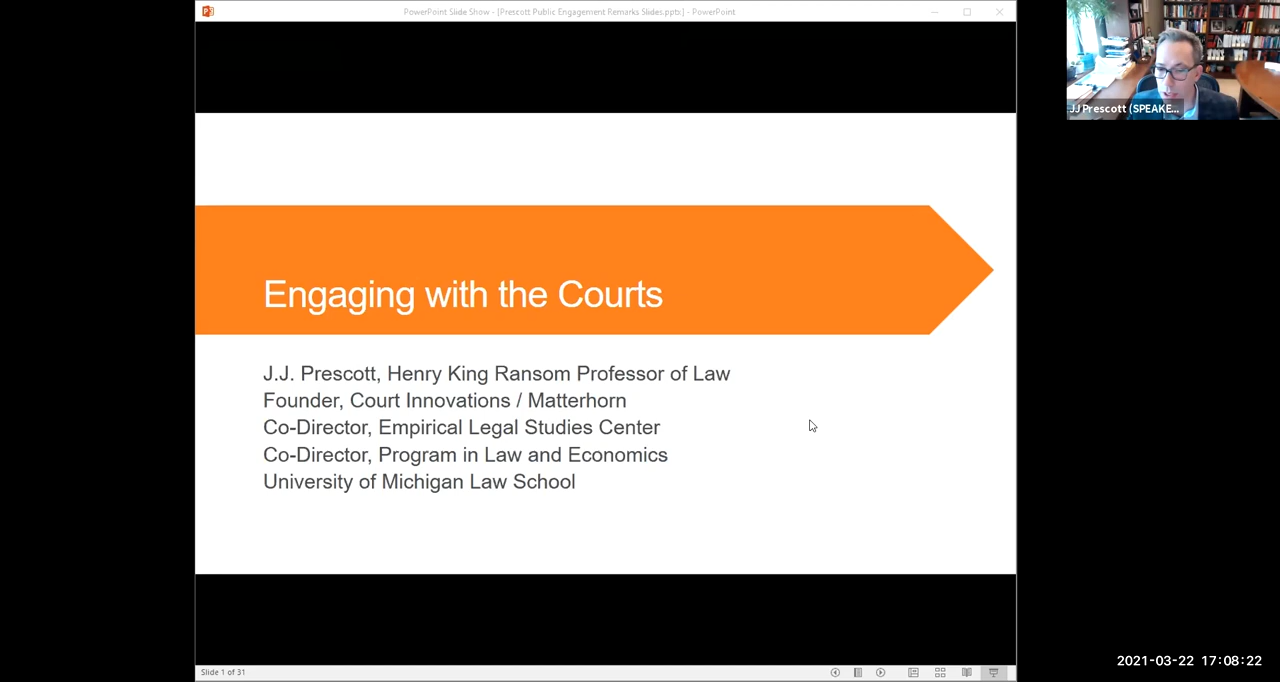 PowerPoint Slide Show - [Prescott Public Engagement Remarks Slides.pptx] - PowerPoint
JJ Prescott (SPEAKE...
Engaging with the Courts
J.J. Prescott, Henry King Ransom Professor of Law
Founder, Court Innovations / Matterhorn
Co-Director, Empirical Legal Studies Center
Co-Director, Program in Law and Economics
University of Michigan Law School
2021-03-22 17:08:22
Slide 1 of 31